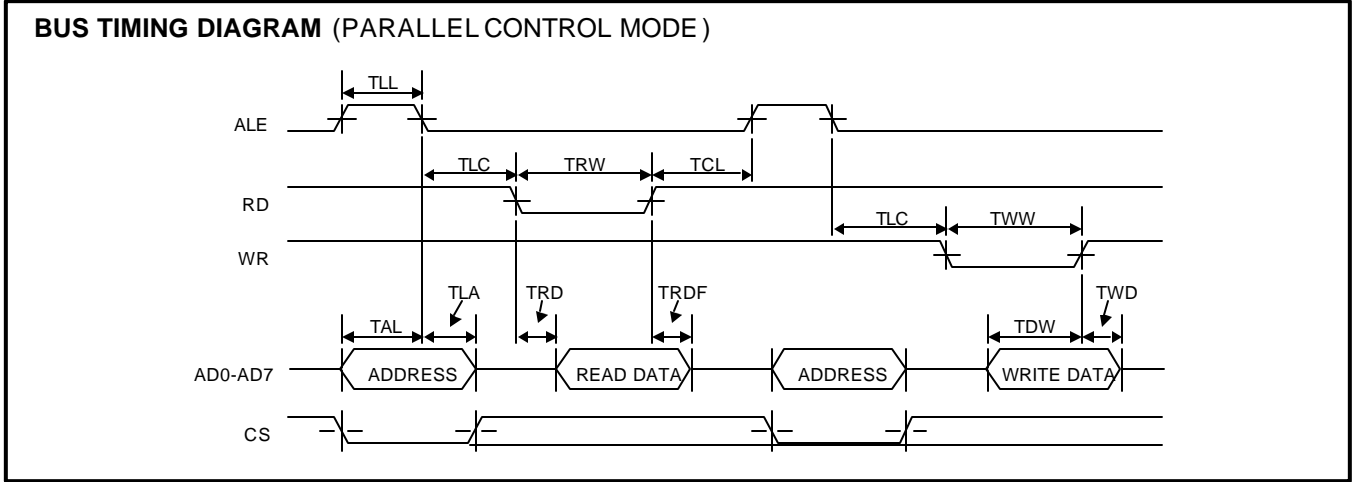 BUS TIMING DIAGRAM (PARALLEL CONTROL MODE)
TLL
ALE
TLC TRW TCL
RD
TLC TWW
WR
TLA TRD TRDF TWD
TAL TDW
AD0-AD7 ADDRESS READ DATA ADDRESS WRITE DATA
CS